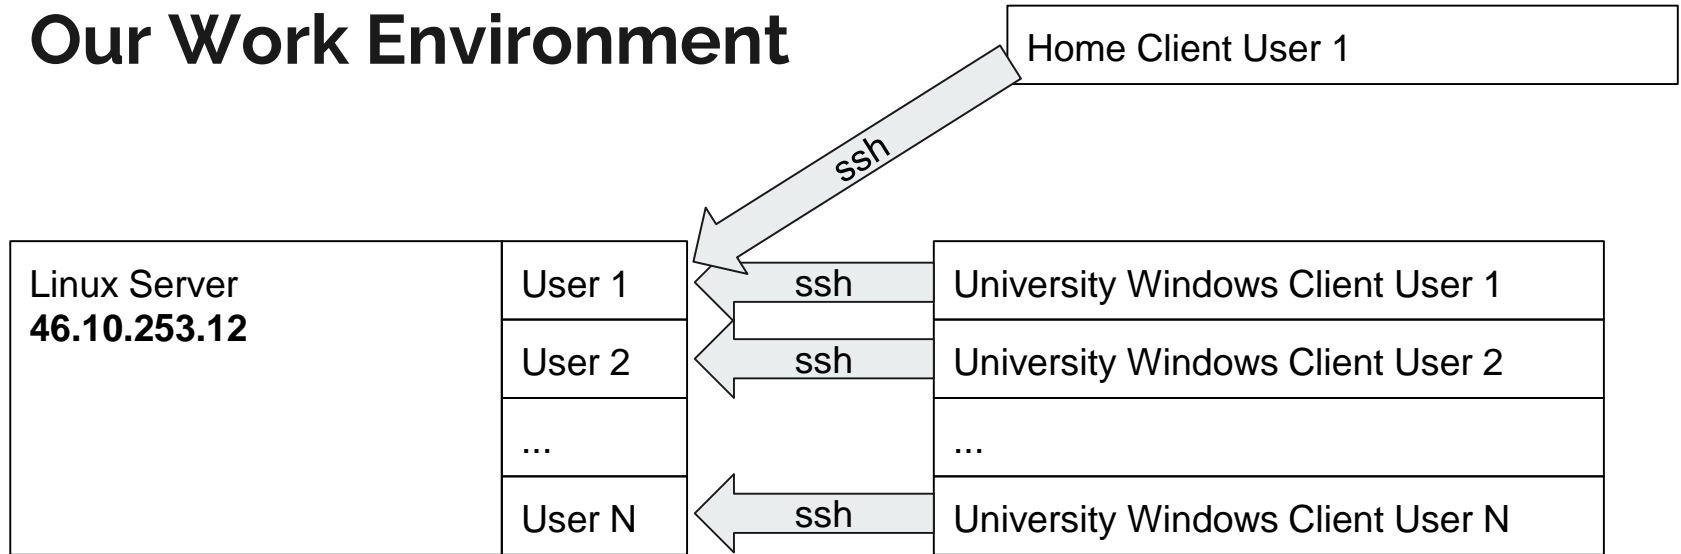 Our Work Environment
Home Client User 1
ssh
Linux Server
46.10.253.12
User 1
ssh
University Windows Client User 1
User 2
ssh
University Windows Client User 2
...
...
User N
ssh
University Windows Client User N